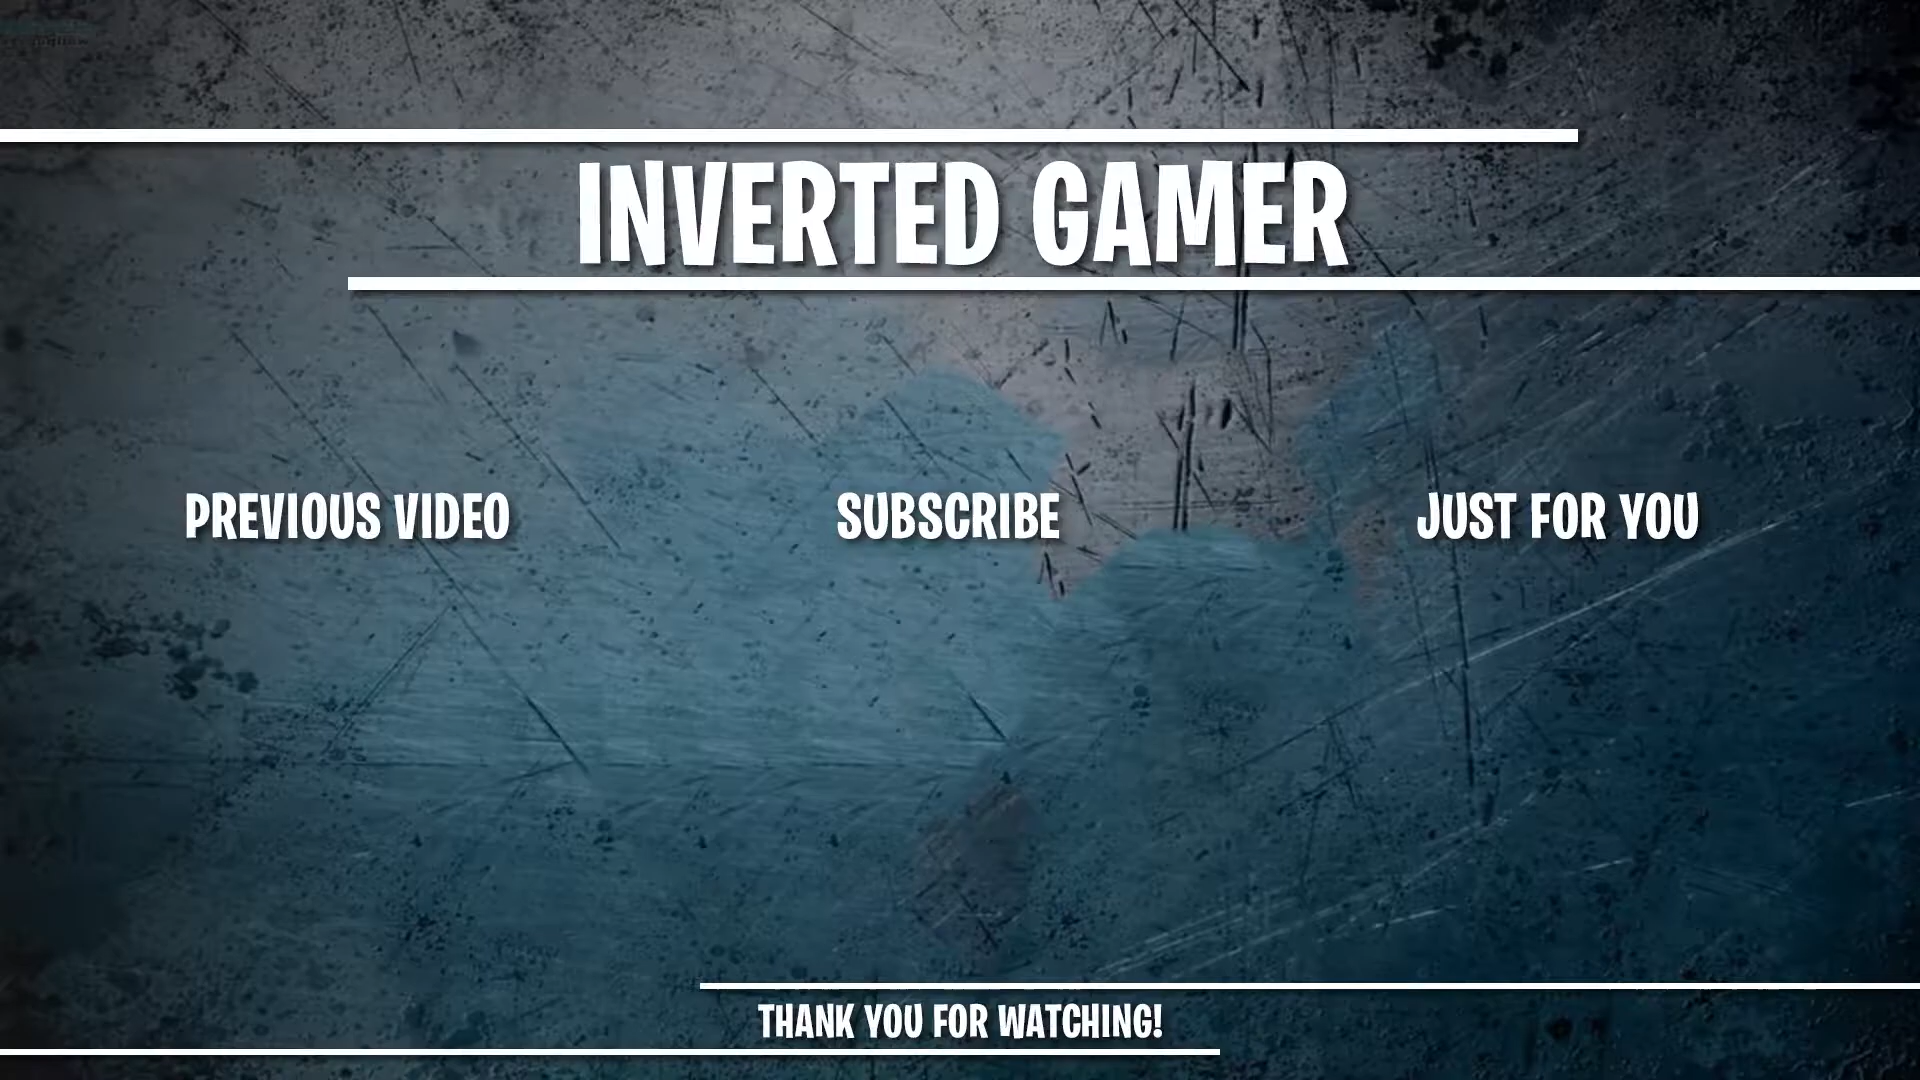 INVERTED GAMER
PREVIOUS VIDEO
SUBSCRIBE
JUST FOR YOU
THANK YOU FOR WATCHING!